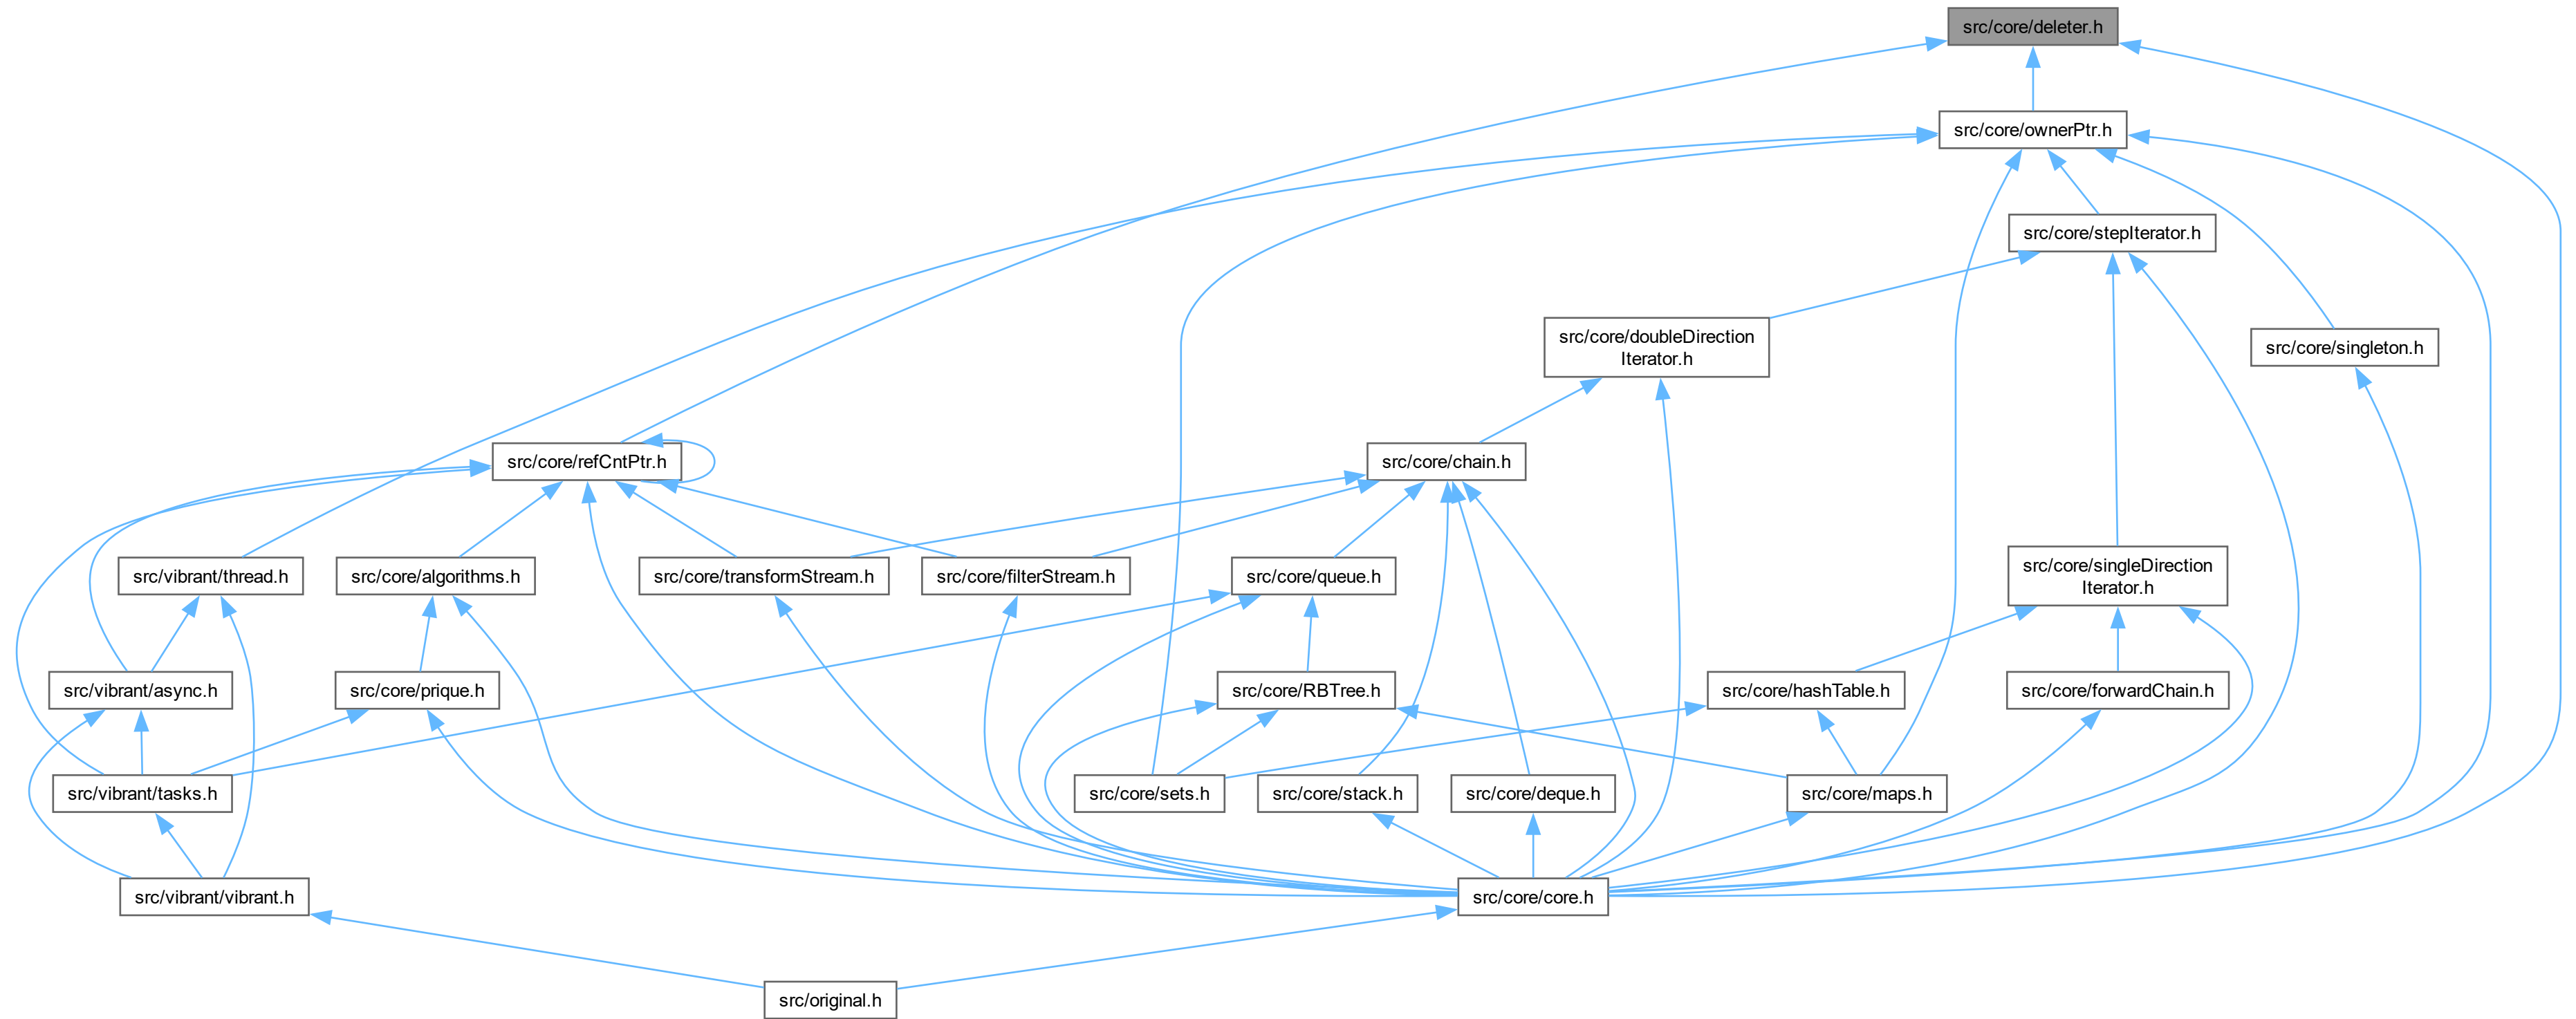 src/core/deleter.h
src/core/ownerPtr.h
src/core/stepIterator.h
src/core/doubleDirection
Iterator.h
src/core/singleton.h
src/core/refCntPtr.h
src/core/chain.h
src/vibrant/thread.h
src/core/algorithms.h
src/core/transformStream.h
src/core/filterStream.h
src/core/queue.h
src/core/singleDirection
Iterator.h
src/vibrant/async.h
src/core/prique.h
src/core/RBTree.h
src/core/hashTable.h
src/core/forwardChain.h
src/vibrant/tasks.h
src/core/sets.h
src/core/stack.h
src/core/deque.h
src/core/maps.h
src/vibrant/vibrant.h
src/core/core.h
src/original.h